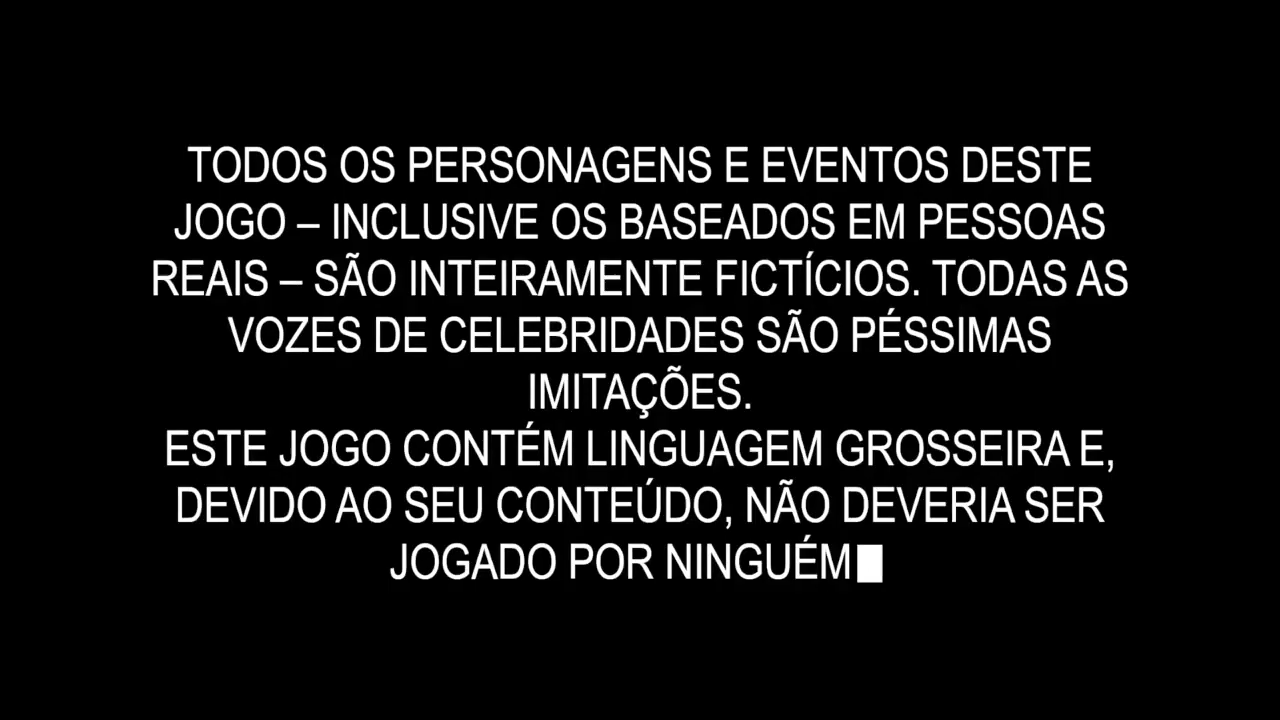 TODOS OS PERSONAGENS E EVENTOS DESTE
JOGO – INCLUSIVE OS BASEADOS EM PESSOAS
REAIS – SÃO INTEIRAMENTE FICTÍCIOS. TODAS AS
VOZES DE CELEBRIDADES SÃO PÉSSIMAS
IMITAÇÕES.
ESTE JOGO CONTÉM LINGUAGEM GROSSEIRA E,
DEVIDO AO SEU CONTEÚDO, NÃO DEVERIA SER
JOGADO POR NINGUÉM